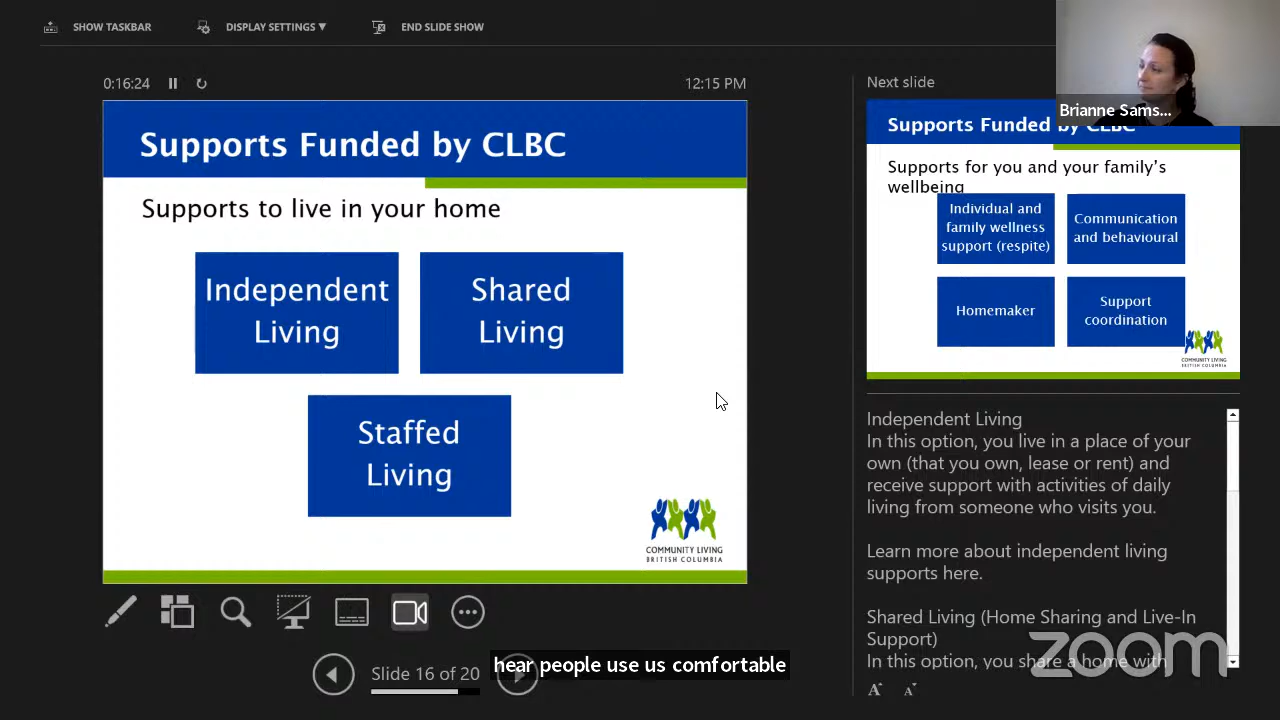 SHOW TASKBAR
DISPLAY SETTINGS ▼
END SLIDE SHOW
0:16:24
12:15 PM
Supports Funded by CLBC
Supports to live in your home
Independent
Living
Shared
Living
Staffed
Living
COMMUNITY LIVING
BRITISH COLUMBIA
Slide 16 of 20
hear people use us comfortable
Next slide
Brianne Sams...
Supports Funded by CLBC
Supports for you and your family's
wellbeing
Individual and
family wellness
support (respite)
Communication
and behavioural
Homemaker
Support
coordination
COMMUNITY LIVING
BRITISH COLUMBIA
Independent Living
In this option, you live in a place of your
own (that you own, lease or rent) and
receive support with activities of daily
living from someone who visits you.
Learn more about independent living
supports here.
Shared Living (Home Sharing and Live-In
Support)
In this option, you share a home with
zoom
A
A